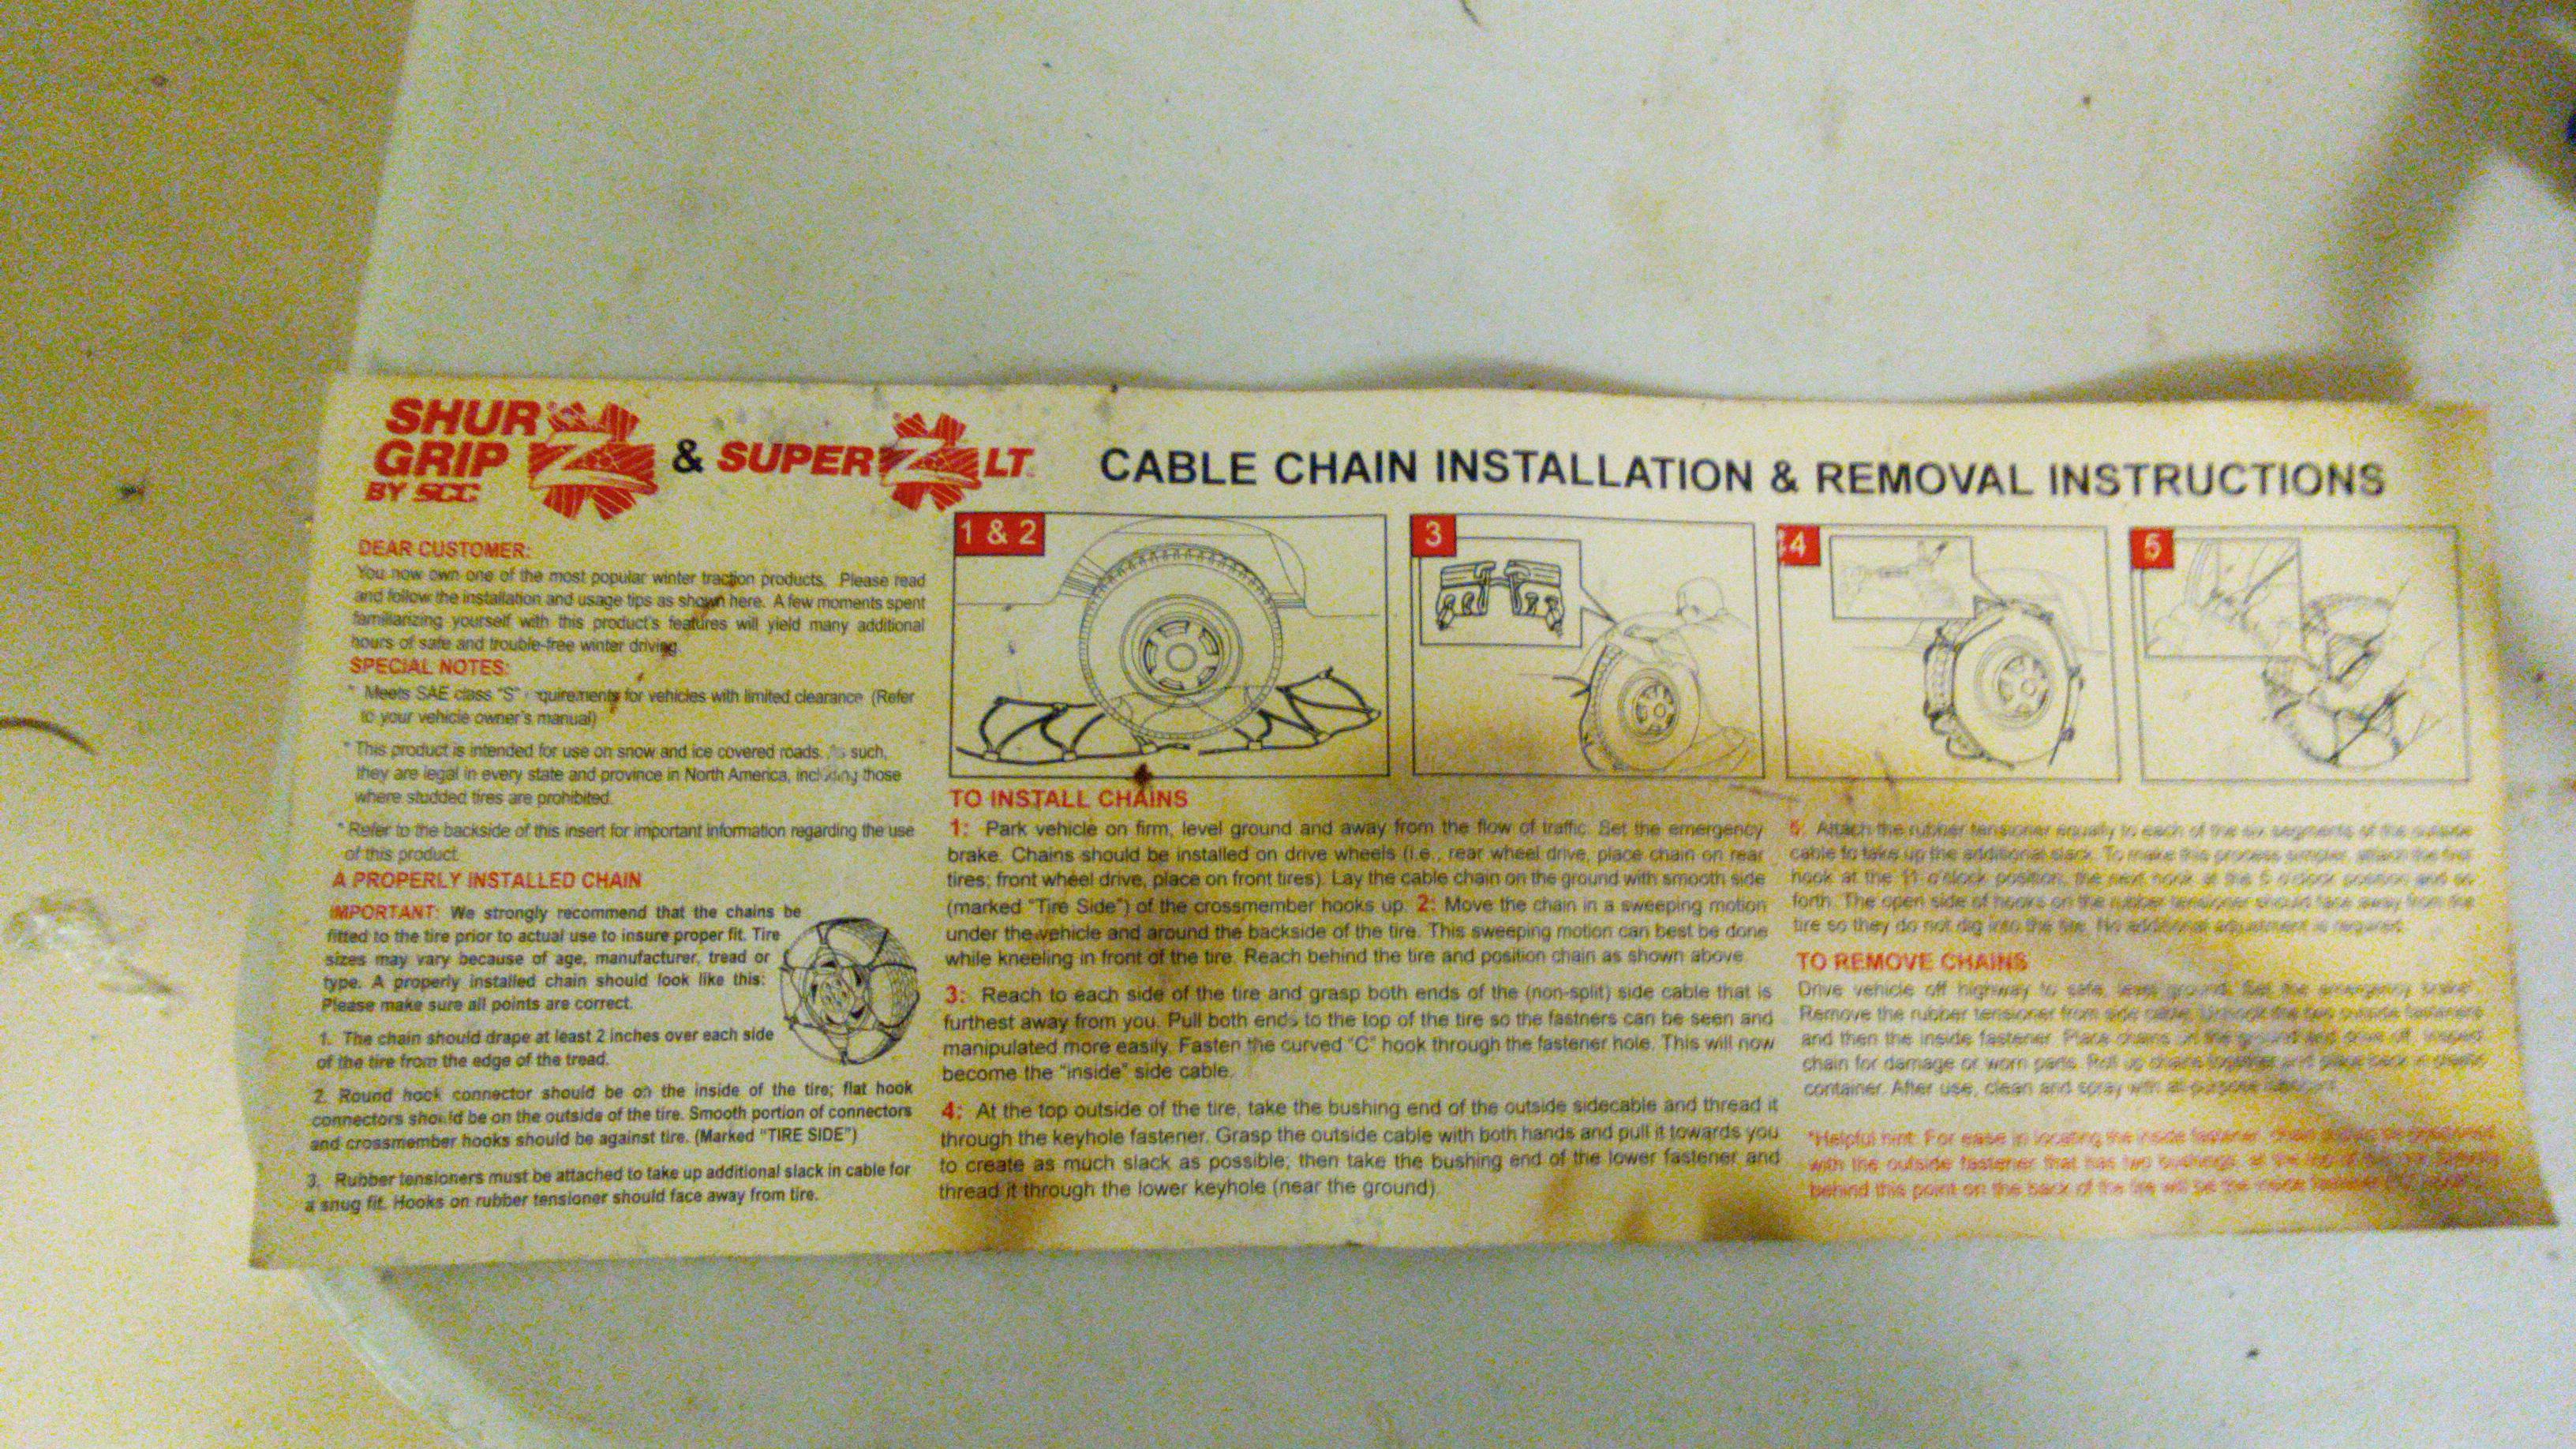 SHUR
GRIP Z
BY SCC
& SUPER Z LT
CABLE CHAIN INSTALLATION & REMOVAL INSTRUCTIONS
DEAR CUSTOMER:
You now own one of the most popular winter traction products. Please read
and follow the installation and usage tips as shown here. A few moments spent
familiarizing yourself with this product's features will yield many additional
hours of safe and trouble-free winter driving.
SPECIAL NOTES:
* Meets SAE class "S" quirements for vehicles with limited clearance (Refer
to your vehicle owner's manual)
* This product is intended for use on snow and ice covered roads. such,
they are legal in every state and province in North America, including those
where studded tires are prohibited.
* Refer to the backside of this insert for important information regarding the use
of this product.
A PROPERLY INSTALLED CHAIN
IMPORTANT: We strongly recommend that the chains be
fitted to the tire prior to actual use to insure proper fit. Tire
sizes may vary because of age, manufacturer, tread or
type. A properly installed chain should look like this:
Please make sure all points are correct.
1. The chain should drape at least 2 inches over each side
of the tire from the edge of the tread.
2. Round hook connector should be on the inside of the tire; flat hook
connectors should be on the outside of the tire. Smooth portion of connectors
and crossmember hooks should be against tire. (Marked "TIRE SIDE")
3. Rubber tensioners must be attached to take up additional slack in cable for
a snug fit. Hooks on rubber tensioner should face away from tire.
1 & 2
3
4
5
TO INSTALL CHAINS
1: Park vehicle on firm, level ground and away from the flow of traffic. Set the emergency
brake. Chains should be installed on drive wheels (i.e., rear wheel drive, place chain on rear
tires; front wheel drive, place on front tires). Lay the cable chain on the ground with smooth side
(marked "Tire Side") of the crossmember hooks up. 2: Move the chain in a sweeping motion
under the vehicle and around the backside of the tire. This sweeping motion can best be done
while kneeling in front of the tire. Reach behind the tire and position chain as shown above.
3: Reach to each side of the tire and grasp both ends of the (non-split) side cable that is
furthest away from you. Pull both ends to the top of the tire so the fastners can be seen and
manipulated more easily. Fasten the curved "C" hook through the fastener hole. This will now
become the "inside" side cable.
4: At the top outside of the tire, take the bushing end of the outside sidecable and thread it
through the keyhole fastener. Grasp the outside cable with both hands and pull it towards you
to create as much slack as possible; then take the bushing end of the lower fastener and
thread it through the lower keyhole (near the ground).
5: Attach the rubber tensioner equally to each of the six segments of the outside
cable to take up the additional slack. To make this process simpler, attach the first
hook at the 11 o'clock position, the next hook at the 5 o'clock position and so
forth. The open side of hooks on the rubber tensioner should face away from the
tire so they do not dig into the tire. No additional adjustment is required.
TO REMOVE CHAINS
Drive vehicle off highway to safe, level ground. Set the emergency brake.
Remove the rubber tensioner from side cable. Unhook the two outside fasteners
and then the inside fastener. Place chains on the ground and drive off. Inspect
chain for damage or worn parts. Roll up chains together and place back in plastic
container. After use, clean and spray with all purpose
*Helpful hint: For ease in locating the inside fastener,
with the outside fastener that has two bushings, at the top of the tire.
behind this point on the back of the tire will be the inside fastener